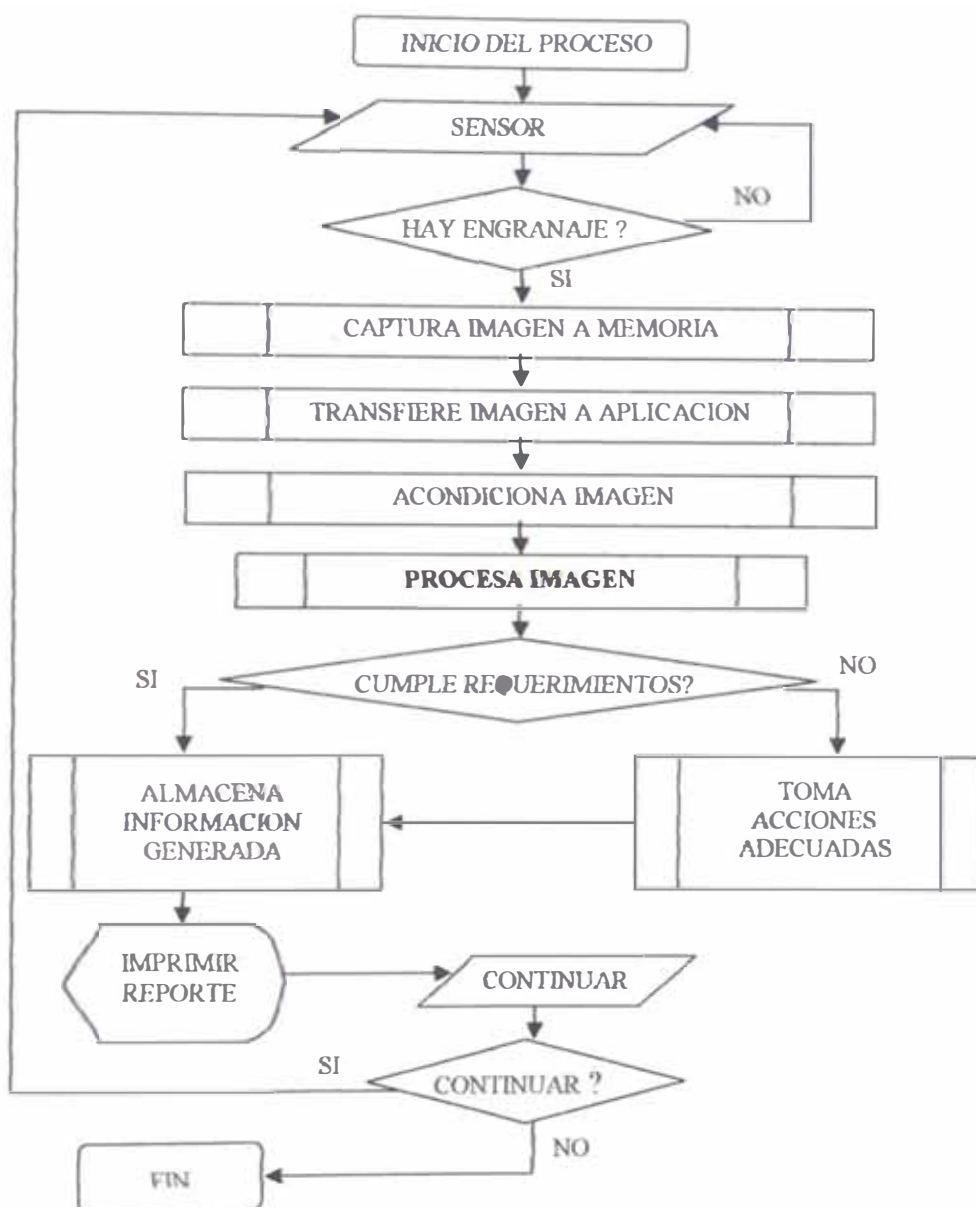 INICIO DEL PROCESO
SENSOR
NO
HAY ENGRANAJE ?
SI
CAPTURA IMAGEN A MEMORIA
TRANSFIERE IMAGEN A APLICACION
ACONDICIONA IMAGEN
PROCESA IMAGEN
SI
CUMPLE REQUERIMIENTOS?
NO
ALMACENA
INFORMACION
GENERADA
TOMA
ACCIONES
ADECUADAS
IMPRIMIR
REPORTE
CONTINUAR
SI
CONTINUAR ?
NO
FIN